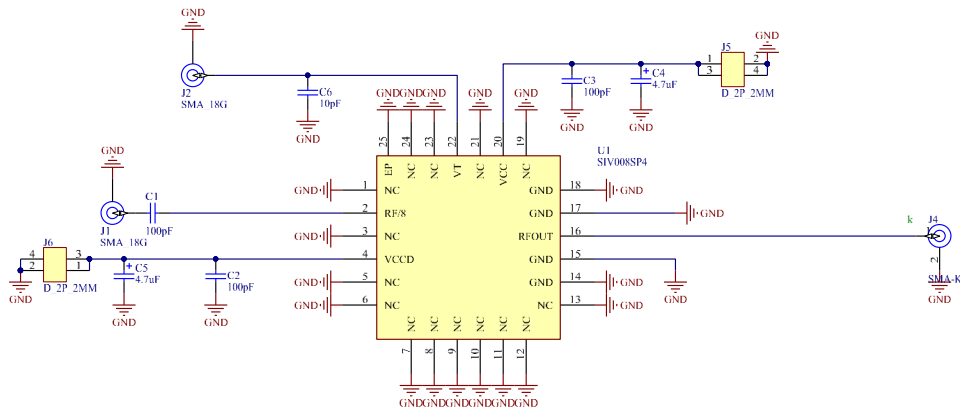 GND
GND
J5
1
2
3
4
D 2P 2MM
J2
SMA 18G
C6
10pF
GND
C3
100pF
GND
C4
4.7uF
GND
GND
GND
GND
GND
GND
25
24
23
22
21
20
19
EP
NC
NC
VT
NC
VCC
NC
U1
SIV008SP4
GND
J1
SMA 18G
C1
100pF
GND
1
NC
2
RF/8
GND
3
NC
4
VCCD
GND
5
NC
GND
6
NC
GND
18
GND
GND
17
GND
RFOUT
16
GND
15
GND
GND
14
GND
NC
13
GND
k
J4
1
2
SMA-K
GND
J6
4
3
2
1
GND
D 2P 2MM
C5
4.7uF
GND
C2
100pF
GND
NC
NC
NC
NC
NC
NC
7
8
9
10
11
12
GND
GND
GND
GND
GND
GND